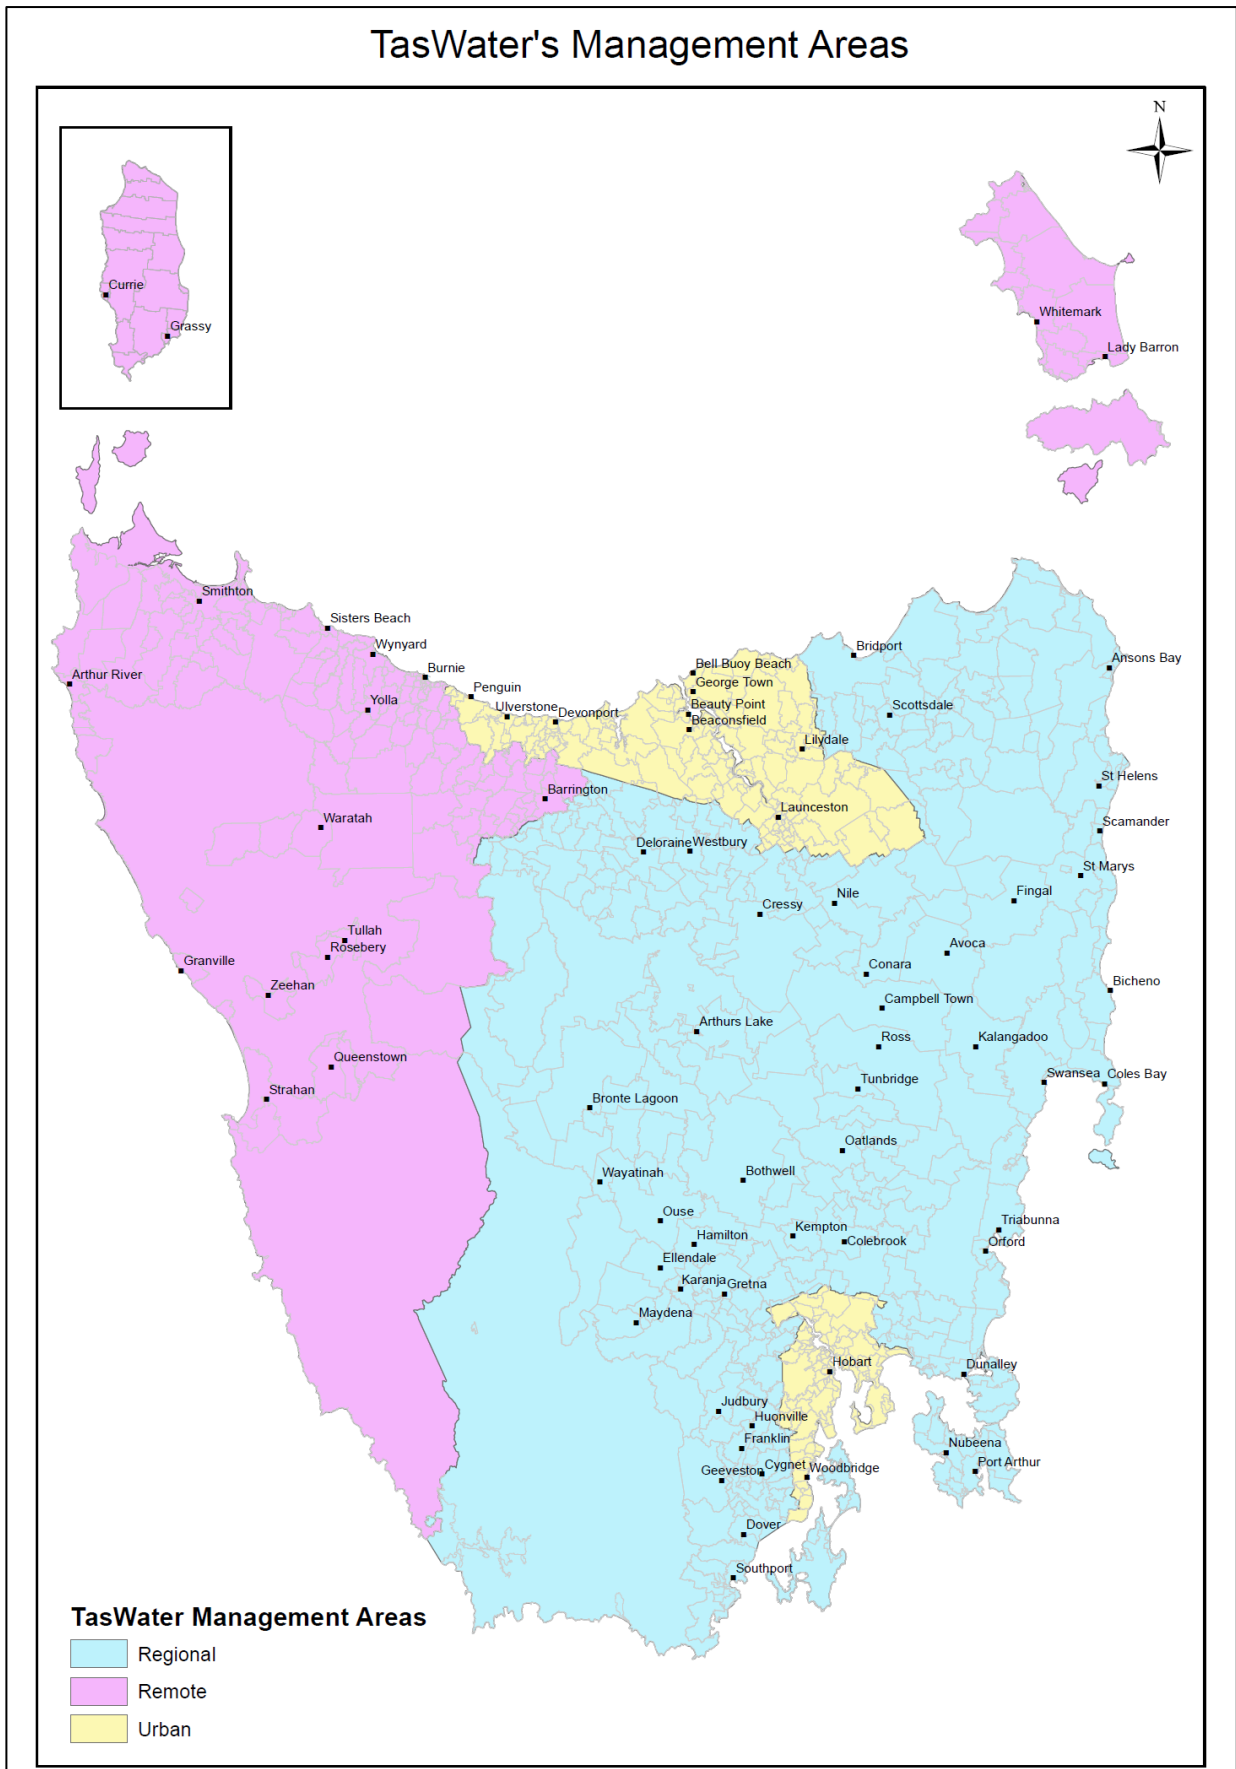 TasWater's Management Areas
N
Currie
Grassy
Whitemark
Lady Barron
Smithton
Sisters Beach
Wynyard
Bridport
Burnie
Bell Buoy Beach
Ansons Bay
Arthur River
George Town
Penguin
Yolla
Ulverstone
Beauty Point
Scottsdale
Devonport
Beaconsfield
Lilydale
St Helens
Barrington
Launceston
Waratah
Scamander
Deloraine
Westbury
St Marys
Nile
Fingal
Cressy
Tullah
Avoca
Rosebery
Granville
Conara
Zeehan
Bicheno
Campbell Town
Arthurs Lake
Ross
Kalangadoo
Queenstown
Swansea
Coles Bay
Tunbridge
Strahan
Bronte Lagoon
Oatlands
Wayatinah
Bothwell
Ouse
Triabunna
Kempton
Hamilton
Colebrook
Orford
Ellendale
Karanja
Gretna
Maydena
Hobart
Dunalley
Judbury
Huonville
Franklin
Nubeena
Cygnet
Port Arthur
Geeveston
Woodbridge
Dover
Southport
TasWater Management Areas
Regional
Remote
Urban